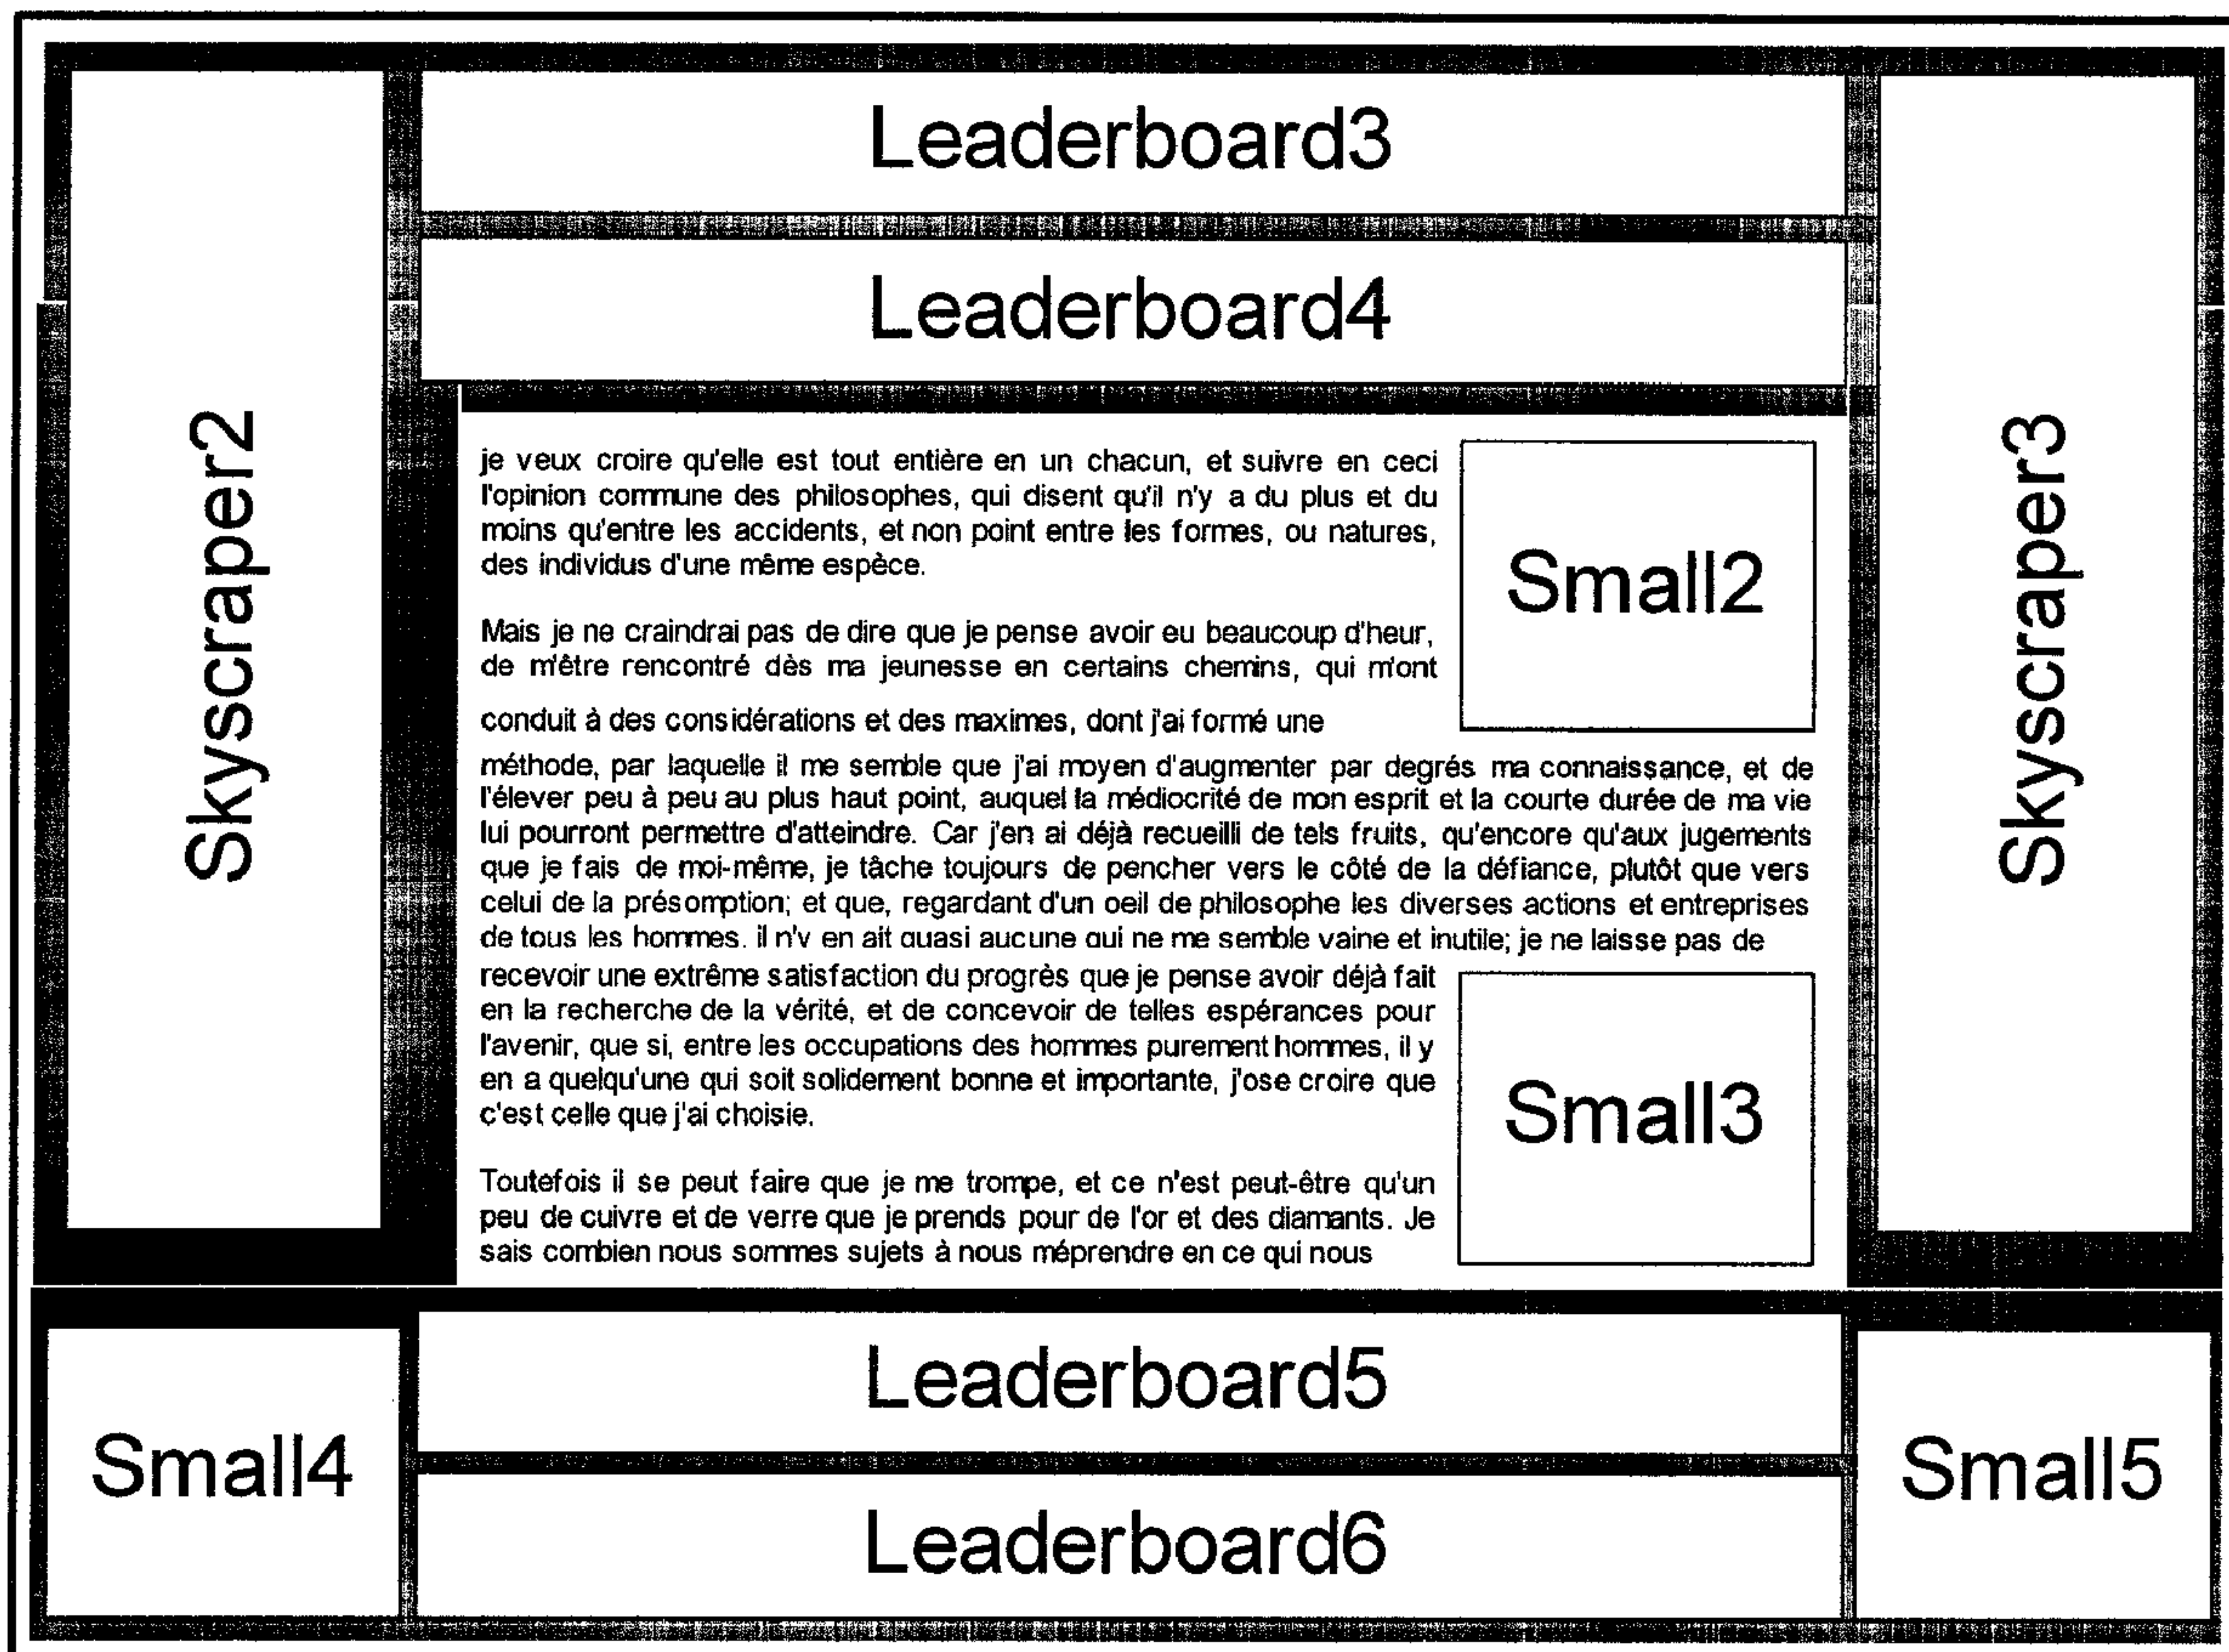 Leaderboard3
Leaderboard4
Skyscraper2
je veux croire qu'elle est tout entière en un chacun, et suivre en ceci
l'opinion commune des philosophes, qui disent qu'il n'y a du plus et du
moins qu'entre les accidents, et non point entre les formes, ou natures,
des individus d'une même espèce.
Mais je ne craindrai pas de dire que je pense avoir eu beaucoup d'heur,
de m'être rencontré dès ma jeunesse en certains chemins, qui m'ont
conduit à des considérations et des maximes, dont j'ai formé une
Small2
méthode, par laquelle il me semble que j'ai moyen d'augmenter par degrés ma connaissance, et de
l'élever peu à peu au plus haut point, auquel la médiocrité de mon esprit et la courte durée de ma vie
lui pourront permettre d'atteindre. Car j'en ai déjà recueilli de tels fruits, qu'encore qu'aux jugements
que je fais de moi-même, je tâche toujours de pencher vers le côté de la défiance, plutôt que vers
celui de la présomption; et que, regardant d'un oeil de philosophe les diverses actions et entreprises
de tous les hommes. il n'y en ait quasi aucune qui ne me semble vaine et inutile; je ne laisse pas de
recevoir une extrême satisfaction du progrès que je pense avoir déjà fait
en la recherche de la vérité, et de concevoir de telles espérances pour
l'avenir, que si, entre les occupations des hommes purement hommes, il y
en a quelqu'une qui soit solidement bonne et importante, j'ose croire que
c'est celle que j'ai choisie.
Toutefois il se peut faire que je me trompe, et ce n'est peut-être qu'un
peu de cuivre et de verre que je prends pour de l'or et des diamants. Je
sais combien nous sommes sujets à nous méprendre en ce qui nous
Small3
Skyscraper3
Small4
Leaderboard5
Leaderboard6
Small5